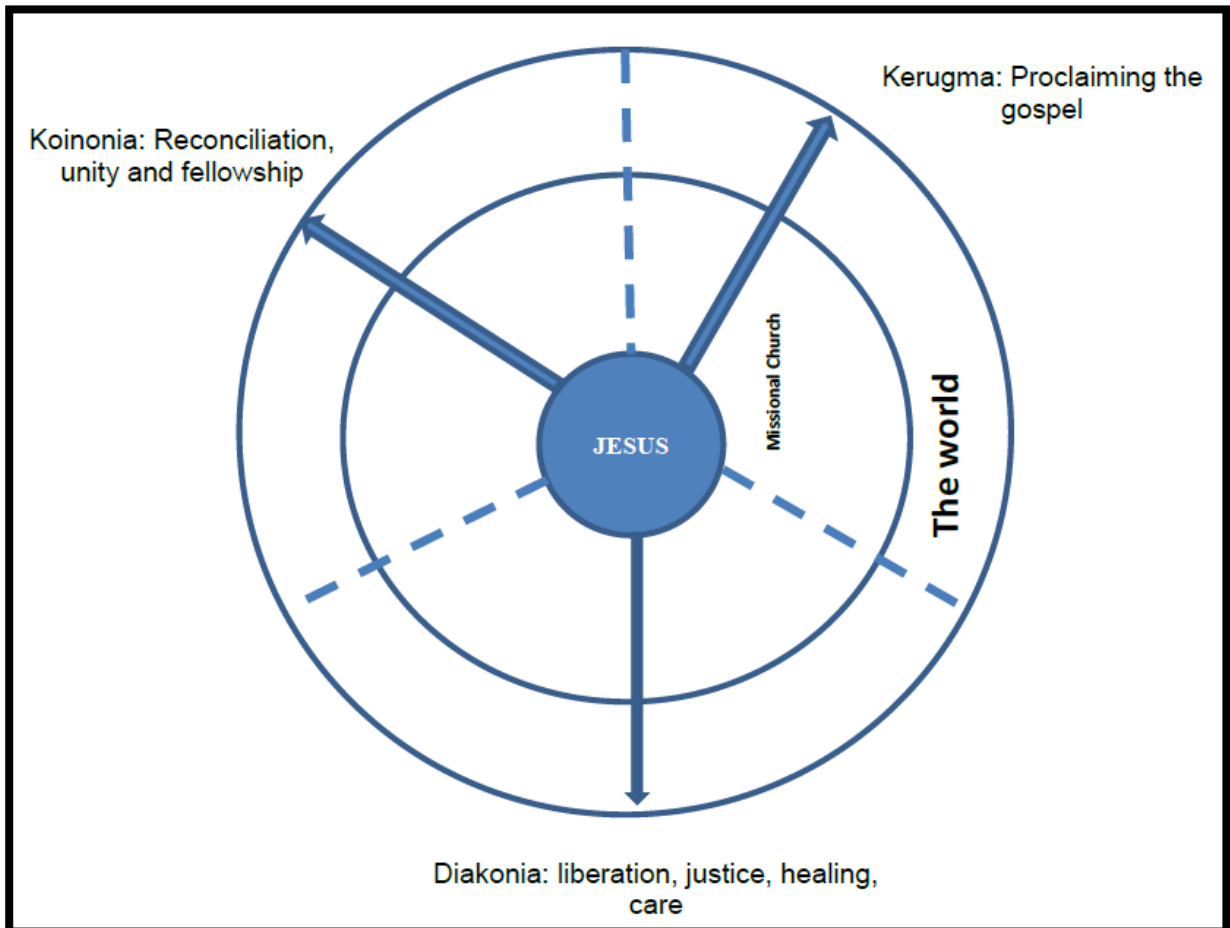 Kerugma: Proclaiming the
gospel
Koinonia: Reconciliation,
unity and fellowship
Missional Church
The world
JESUS
Diakonia: liberation, justice, healing,
care